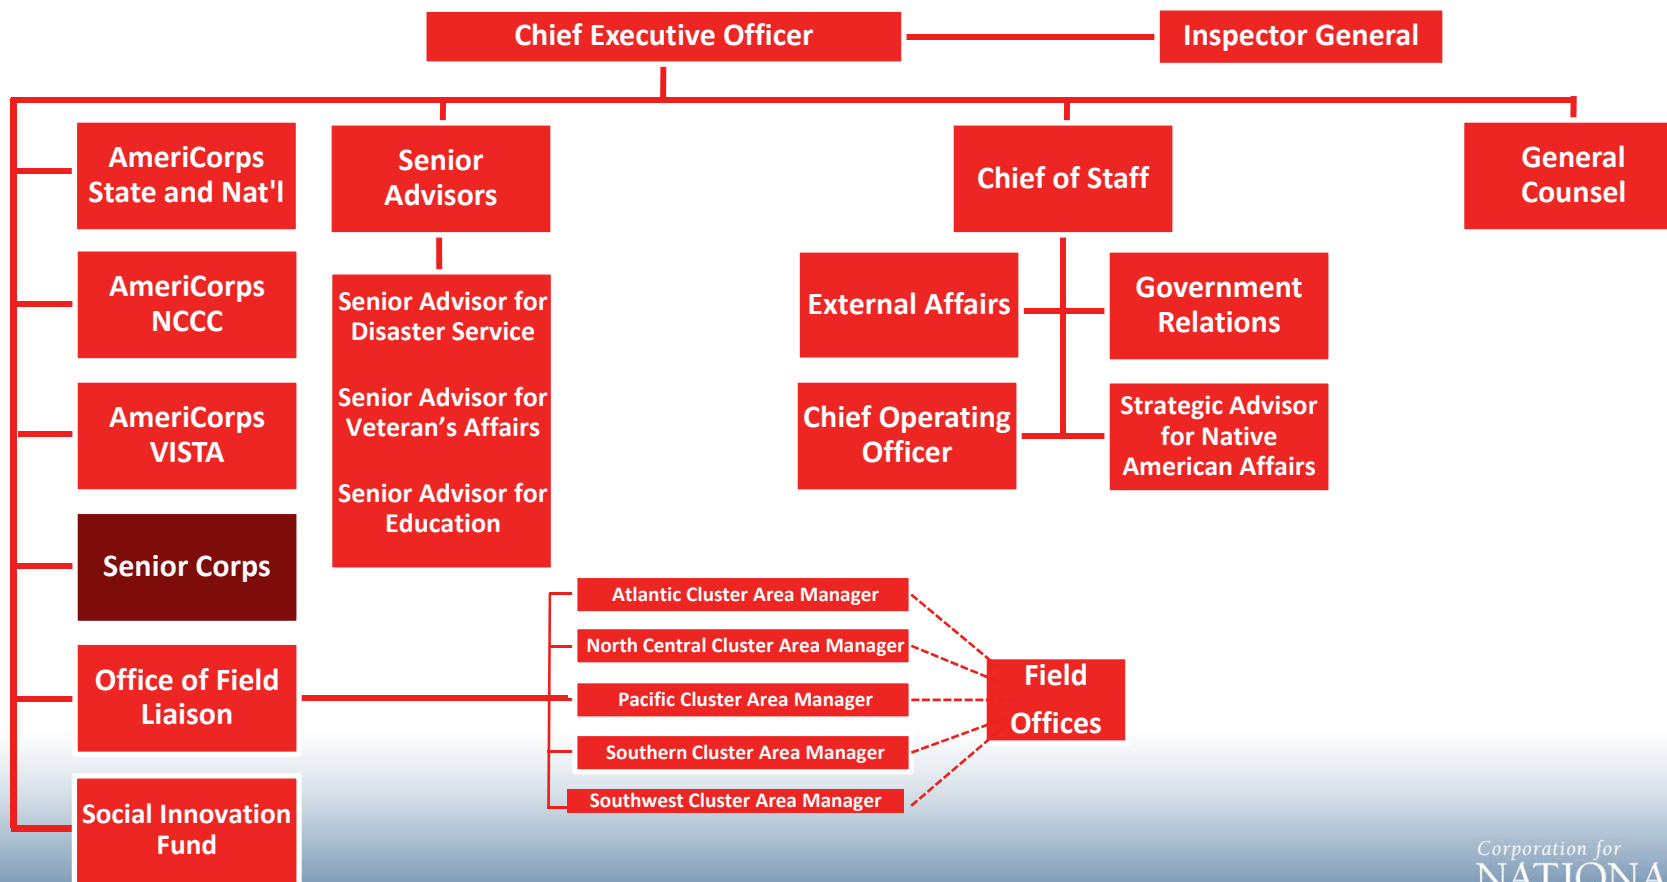 Chief Executive Officer
Inspector General
AmeriCorps
State and Nat'l
Senior
Advisors
Chief of Staff
General
Counsel
AmeriCorps
NCCC
Senior Advisor for
Disaster Service
Senior Advisor for
Veteran’s Affairs
Senior Advisor for
Education
External Affairs
Government
Relations
AmeriCorps
VISTA
Chief Operating
Officer
Strategic Advisor
for Native
American Affairs
Senior Corps
Office of Field
Liaison
Atlantic Cluster Area Manager
North Central Cluster Area Manager
Pacific Cluster Area Manager
Southern Cluster Area Manager
Southwest Cluster Area Manager
Field
Offices
Social Innovation
Fund
Corporation for
NATIONA